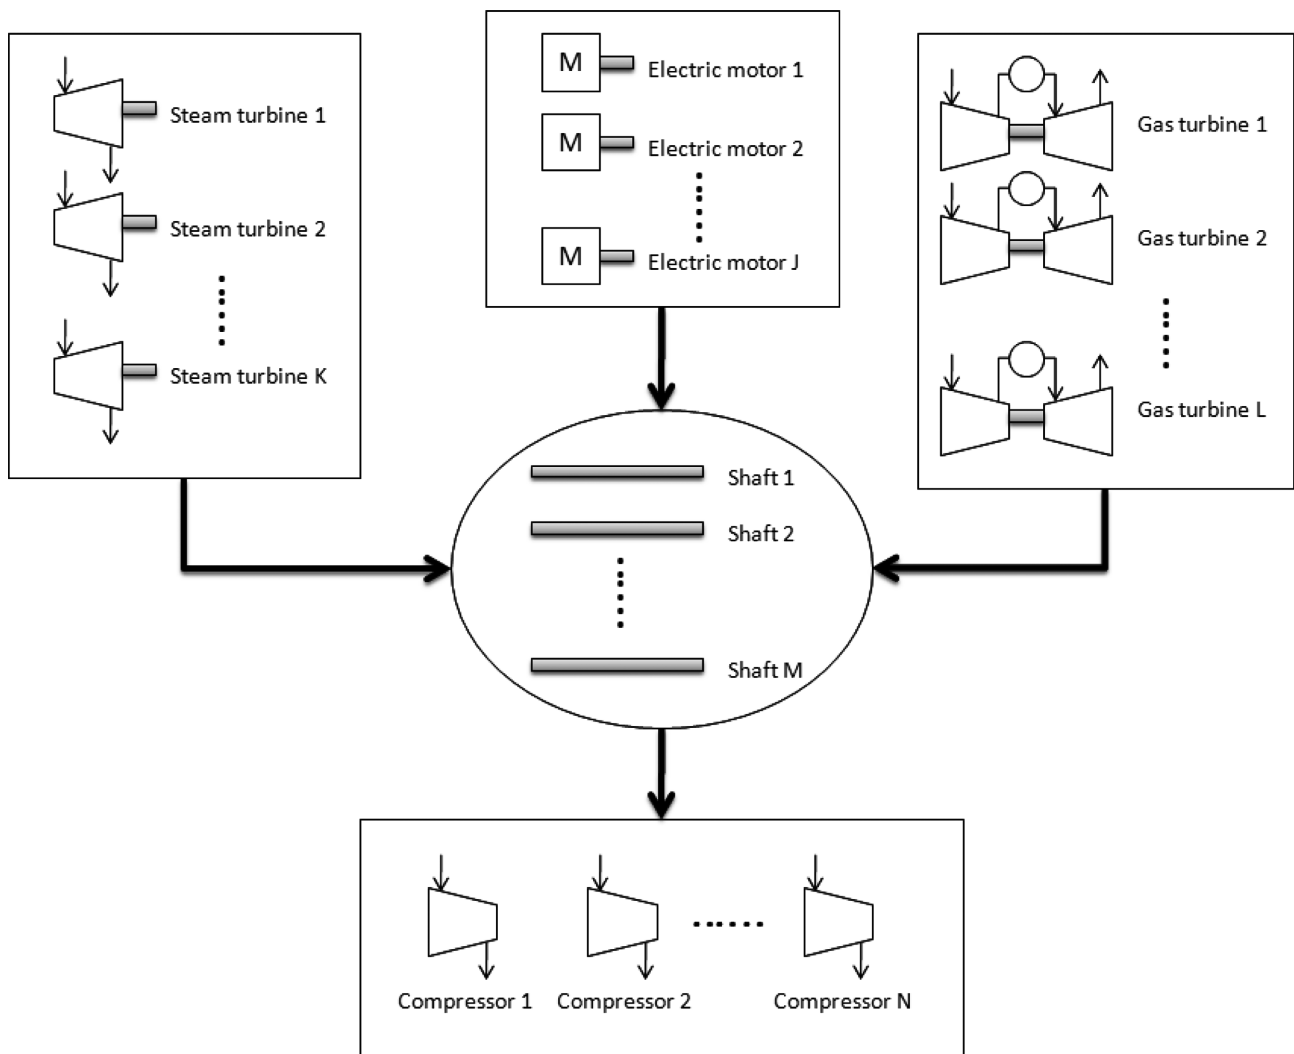 Steam turbine 1
Steam turbine 2
Steam turbine K
M
Electric motor 1
M
Electric motor 2
M
Electric motor J
Gas turbine 1
Gas turbine 2
Gas turbine L
Shaft 1
Shaft 2
Shaft M
Compressor 1
Compressor 2
Compressor N